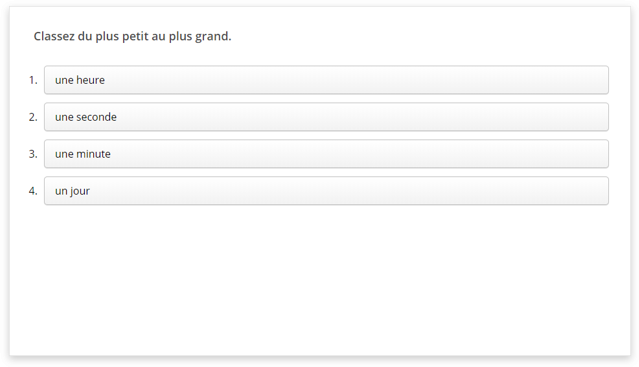 Classez du plus petit au plus grand.
1. une heure
2. une seconde
3. une minute
4. un jour